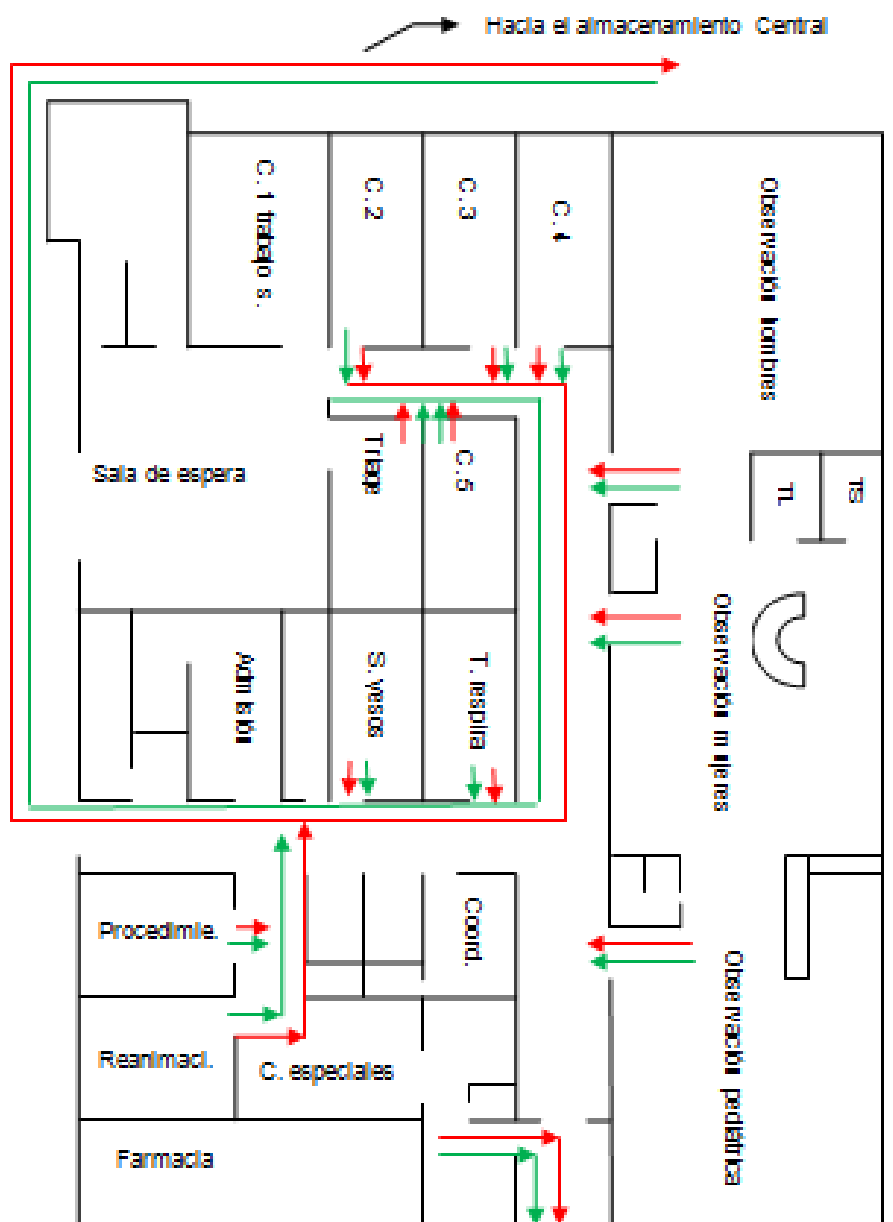 Hacia el almacenamiento Central
C. 1 trabajo s.
C. 2
C. 3
C. 4
Observación hombres
Sala de espera
Triage
C. 5
TL
TS
Admisión
S. yesos
T. respira
Observación mujeres
Procedimie.
Coord.
Reanimaci.
C. especiales
Observación pediátrica
Farmacia